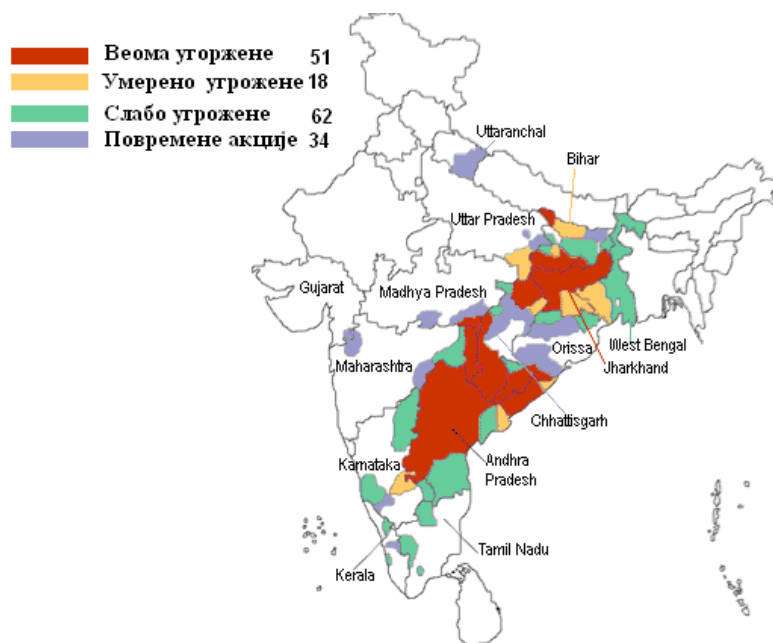 Веома угоржене 51
Умерено угрожене 18
Слабо угрожене 62
Повремене акције 34
Uttaranchal
Bihar
Uttar Pradesh
Gujarat
Madhya Pradesh
Orissa
West Bengal
Maharashtra
Jharkhand
Chhattisgarh
Karnataka
Andhra
Pradesh
Tamil Nadu
Kerala